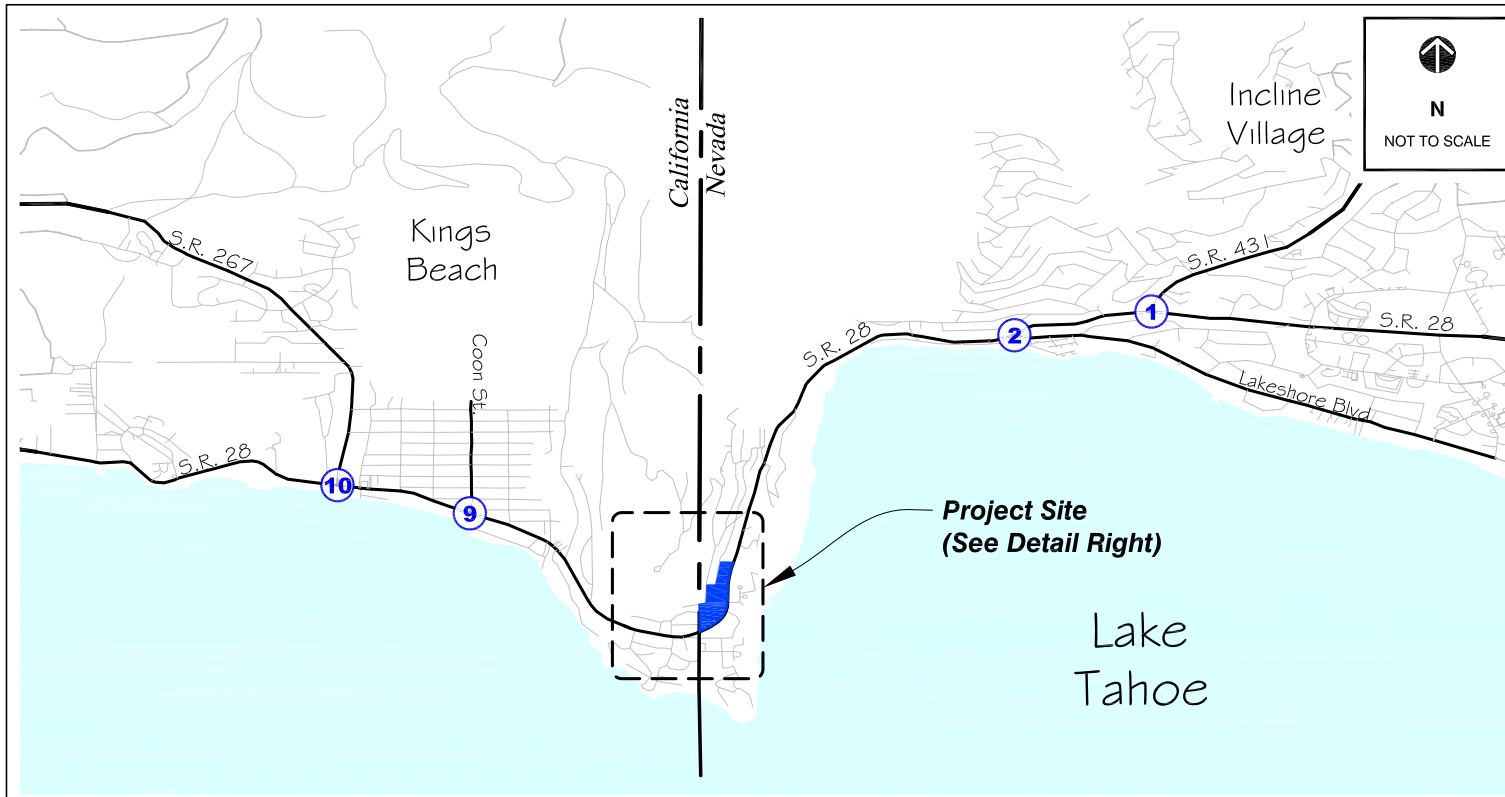 California
Nevada
Incline
Village
N
NOT TO SCALE
Kings
Beach
S.R. 267
S.R. 431
S.R. 28
1
2
S.R. 28
Coon St.
Lakeshore Blvd
S.R. 28
10
9
Project Site
(See Detail Right)
Lake
Tahoe